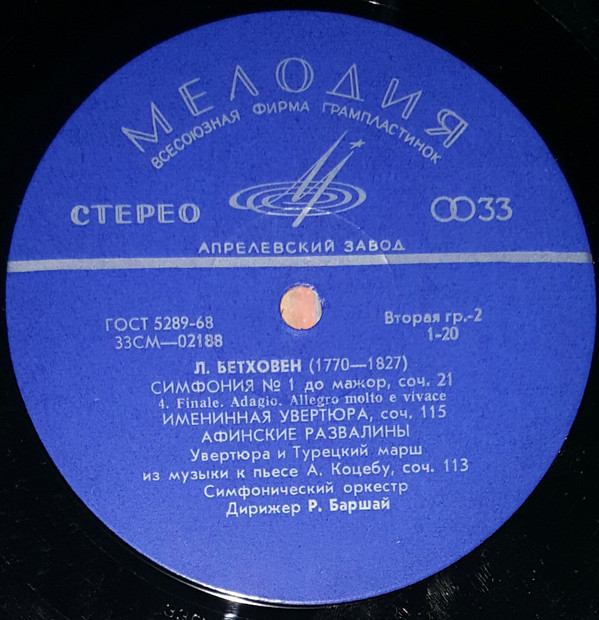 МЕЛОДИЯ
ВСЕСОЮЗНАЯ ФИРМА ГРАМПЛАСТИНОК
СТЕРЕО
33
АПРЕЛЕВСКИЙ ЗАВОД
ГОСТ 5289-68
Вторая гр.-2
33СМ—02188
1-20
Л. БЕТХОВЕН (1770—1827)
СИМФОНИЯ № 1 до мажор, соч. 21
4. Finale. Adagio. Allegro molto e vivace
ИМЕНИННАЯ УВЕРТЮРА, соч. 115
АФИНСКИЕ РАЗВАЛИНЫ
Увертюра и Турецкий марш
из музыки к пьесе А. Коцебу, соч. 113
Симфонический оркестр
Дирижер Р. Баршай